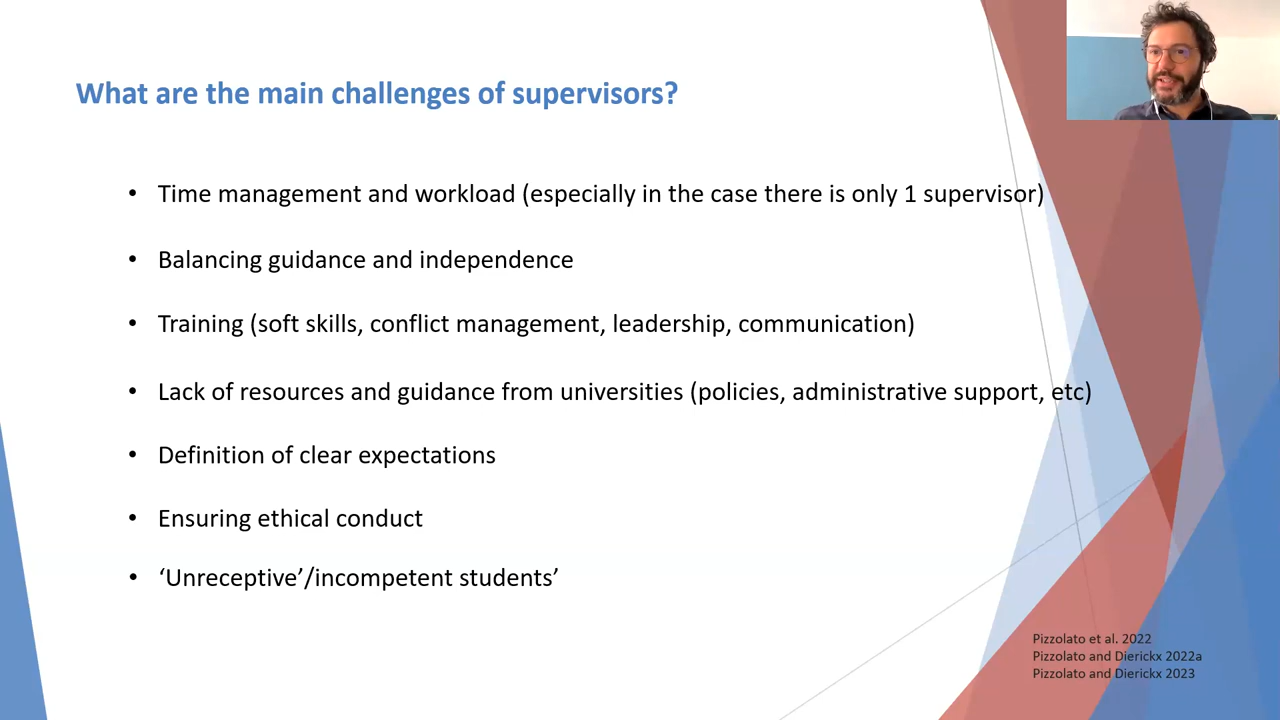 What are the main challenges of supervisors?
• Time management and workload (especially in the case there is only 1 supervisor)
• Balancing guidance and independence
• Training (soft skills, conflict management, leadership, communication)
• Lack of resources and guidance from universities (policies, administrative support, etc)
• Definition of clear expectations
• Ensuring ethical conduct
• ‘Unreceptive’/incompetent students’
Pizzolato et al. 2022
Pizzolato and Dierickx 2022a
Pizzolato and Dierickx 2023